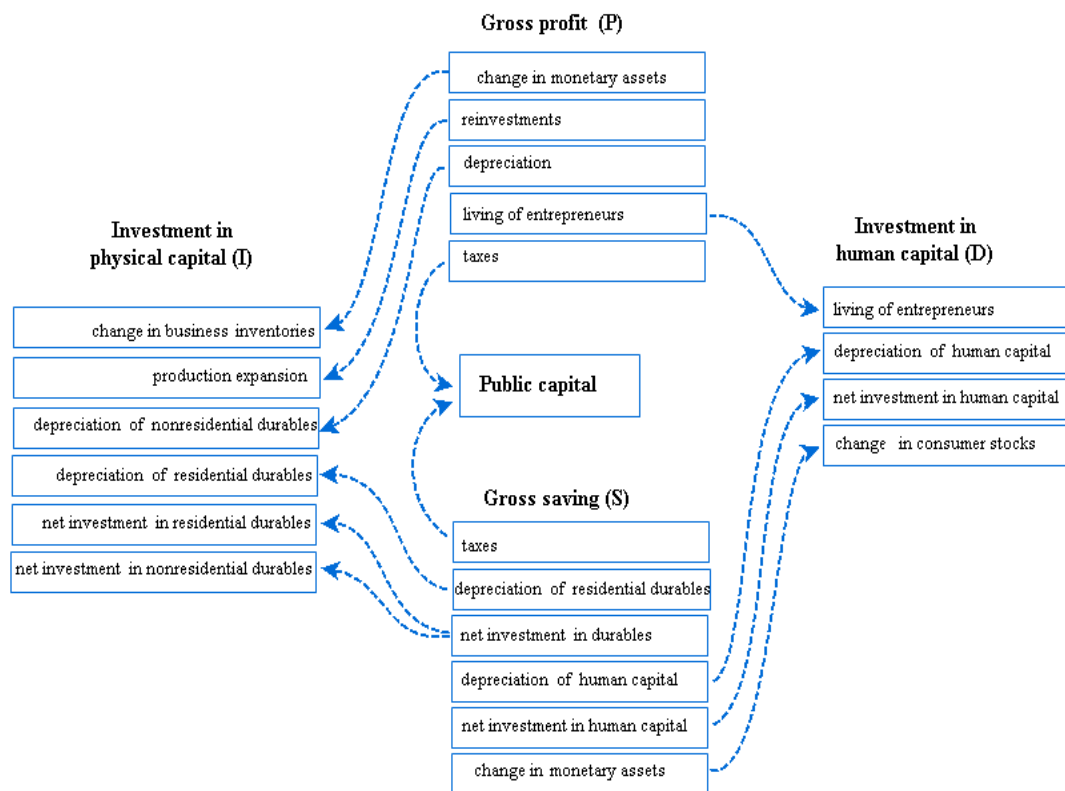 Gross profit (P)
change in monetary assets
reinvestments
depreciation
living of entrepreneurs
taxes
Investment in
physical capital (I)
change in business inventories
production expansion
depreciation of nonresidential durables
depreciation of residential durables
net investment in residential durables
net investment in nonresidential durables
Public capital
Investment in
human capital (D)
living of entrepreneurs
depreciation of human capital
net investment in human capital
change in consumer stocks
Gross saving (S)
taxes
depreciation of residential durables
net investment in durables
depreciation of human capital
net investment in human capital
change in monetary assets